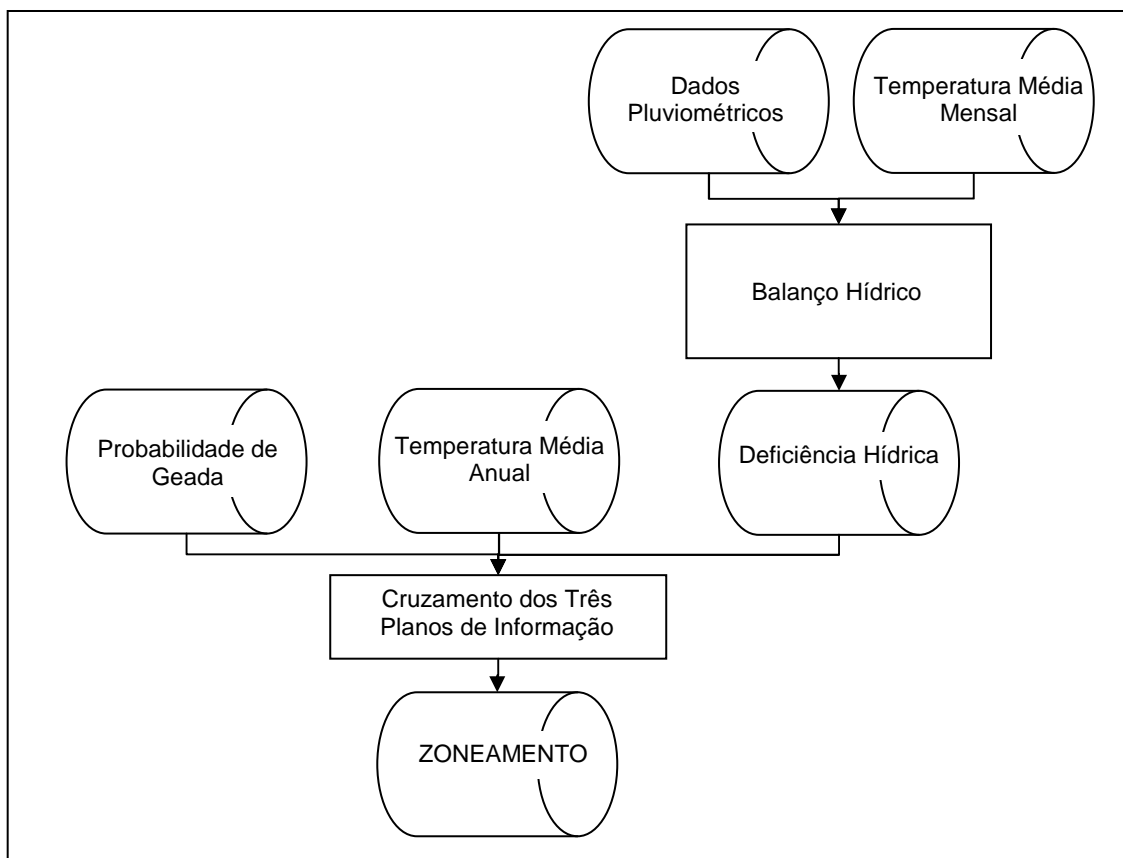 Dados
Pluviométricos
Temperatura Média
Mensal
Balanço Hídrico
Probabilidade de
Geada
Temperatura Média
Anual
Deficiência Hídrica
Cruzamento dos Três
Planos de Informação
ZONEAMENTO